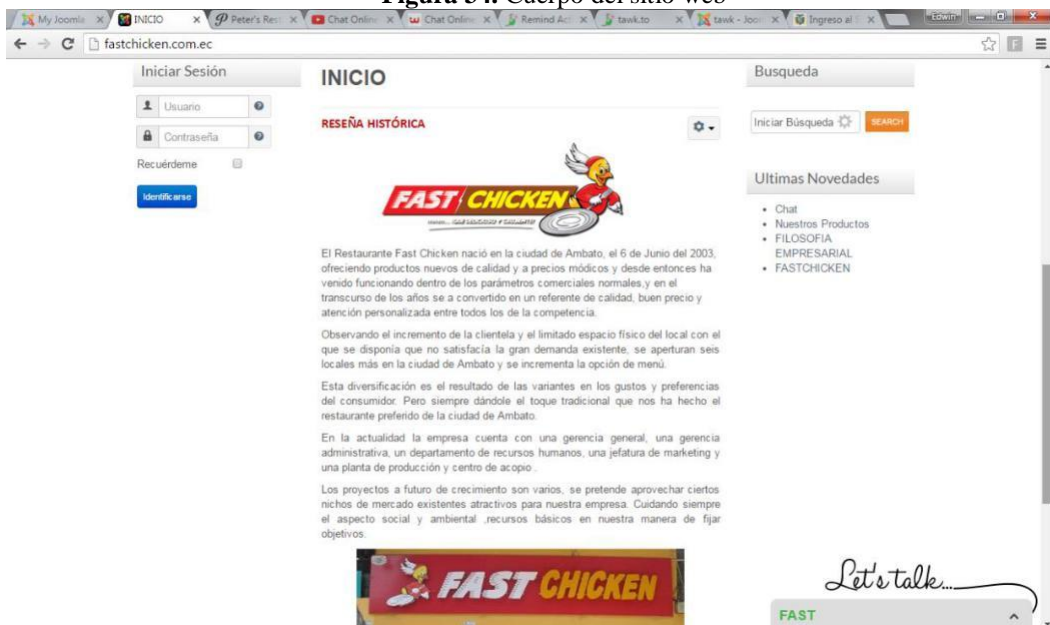 Figura 34. Cuerpo del sitio web
My Joomla
INICIO
Peter's Res
Chat Online
Chat Online
Remind Ac
tawk.to
tawk - Joo
Ingreso al
Edwin
fastchicken.com.ec
Iniciar Sesión
Usuario
Contraseña
Recuérdeme
Identificarse
INICIO
RESEÑA HISTÓRICA
FAST CHICKEN
El Restaurante Fast Chicken nació en la ciudad de Ambato, el 6 de Junio del 2003,
ofreciendo productos nuevos de calidad y a precios módicos y desde entonces ha
venido funcionando dentro de los parámetros comerciales normales,y en el
transcurso de los años se a convertido en un referente de calidad, buen precio y
atención personalizada entre todos los de la competencia.
Observando el incremento de la clientela y el limitado espacio físico del local con el
que se disponía que no satisfacía la gran demanda existente, se aperturan seis
locales más en la ciudad de Ambato y se incrementa la opción de menú.
Esta diversificación es el resultado de las variantes en los gustos y preferencias
del consumidor. Pero siempre dándole el toque tradicional que nos ha hecho el
restaurante preferido de la ciudad de Ambato.
En la actualidad la empresa cuenta con una gerencia general, una gerencia
administrativa, un departamento de recursos humanos, una jefatura de marketing y
una planta de producción y centro de acopio .
Los proyectos a futuro de crecimiento son varios, se pretende aprovechar ciertos
nichos de mercado existentes atractivos para nuestra empresa. Cuidando siempre
el aspecto social y ambiental ,recursos básicos en nuestra manera de fijar
objetivos.
FAST CHICKEN
Busqueda
Iniciar Búsqueda
SEARCH
Ultimas Novedades
Chat
Nuestros Productos
FILOSOFIA
EMPRESARIAL
FASTCHICKEN
Let's talk...
FAST